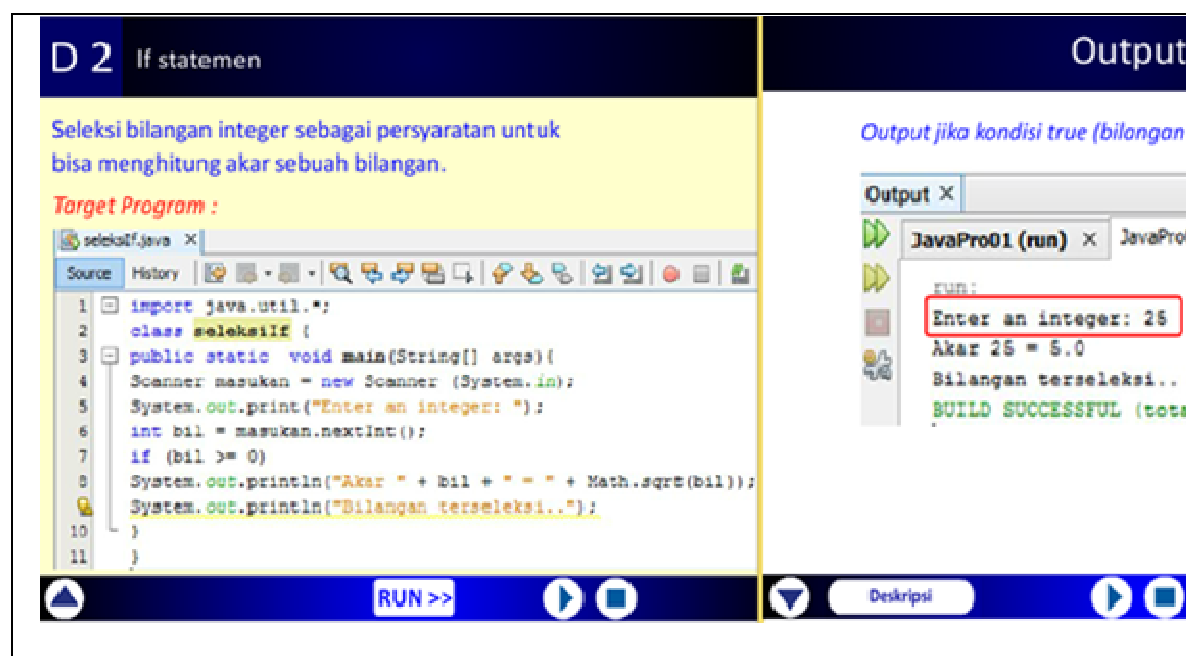 D 2 If statemen
Seleksi bilangan integer sebagai persyaratan untuk
bisa menghitung akar sebuah bilangan.
Target Program :
seleksiIf.java ×
Source History
1 import java.util.*;
2 class seleksiIf {
3 public static void main(String[] args){
4 Scanner masukan = new Scanner (System.in);
5 System.out.print("Enter an integer: ");
6 int bil = masukan.nextInt();
7 if (bil >= 0)
8 System.out.println("Akar " + bil + " = " + Math.sqrt(bil));
System.out.println("Bilangan terseleksi..");
10 }
11 }
RUN >>
Output
Output jika kondisi true (bilangan
Output ×
JavaPro01 (run) × JavaPro
run:
Enter an integer: 25
Akar 25 = 5.0
Bilangan terseleksi..
BUILD SUCCESSFUL (tota
Deskripsi